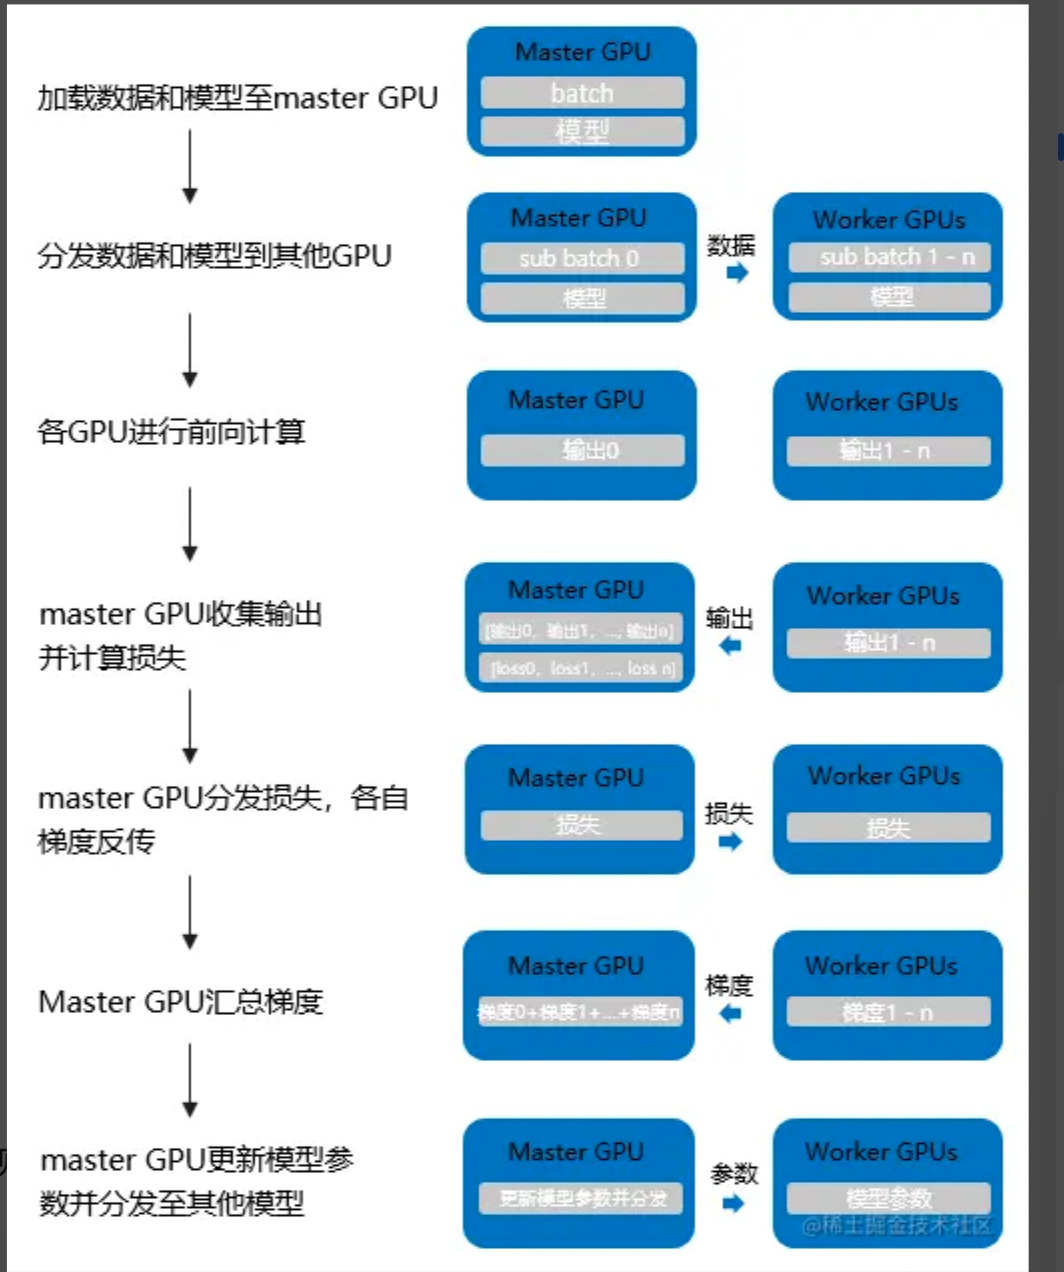 加载数据和模型至master GPU
Master GPU
batch
模型
分发数据和模型到其他GPU
Master GPU
sub batch 0
模型
数据
Worker GPUs
sub batch 1 - n
模型
各GPU进行前向计算
Master GPU
输出0
Worker GPUs
输出1 - n
master GPU收集输出
并计算损失
Master GPU
[输出0，输出1，...，输出n]
[loss0，loss1，...，loss n]
输出
Worker GPUs
输出1 - n
master GPU分发损失，各自
梯度反传
Master GPU
损失
损失
Worker GPUs
损失
Master GPU汇总梯度
Master GPU
梯度0+梯度1+...+梯度n
梯度
Worker GPUs
梯度1 - n
master GPU更新模型参
数并分发至其他模型
Master GPU
更新模型参数并分发
参数
Worker GPUs
模型参数
@稀土掘金技术社区